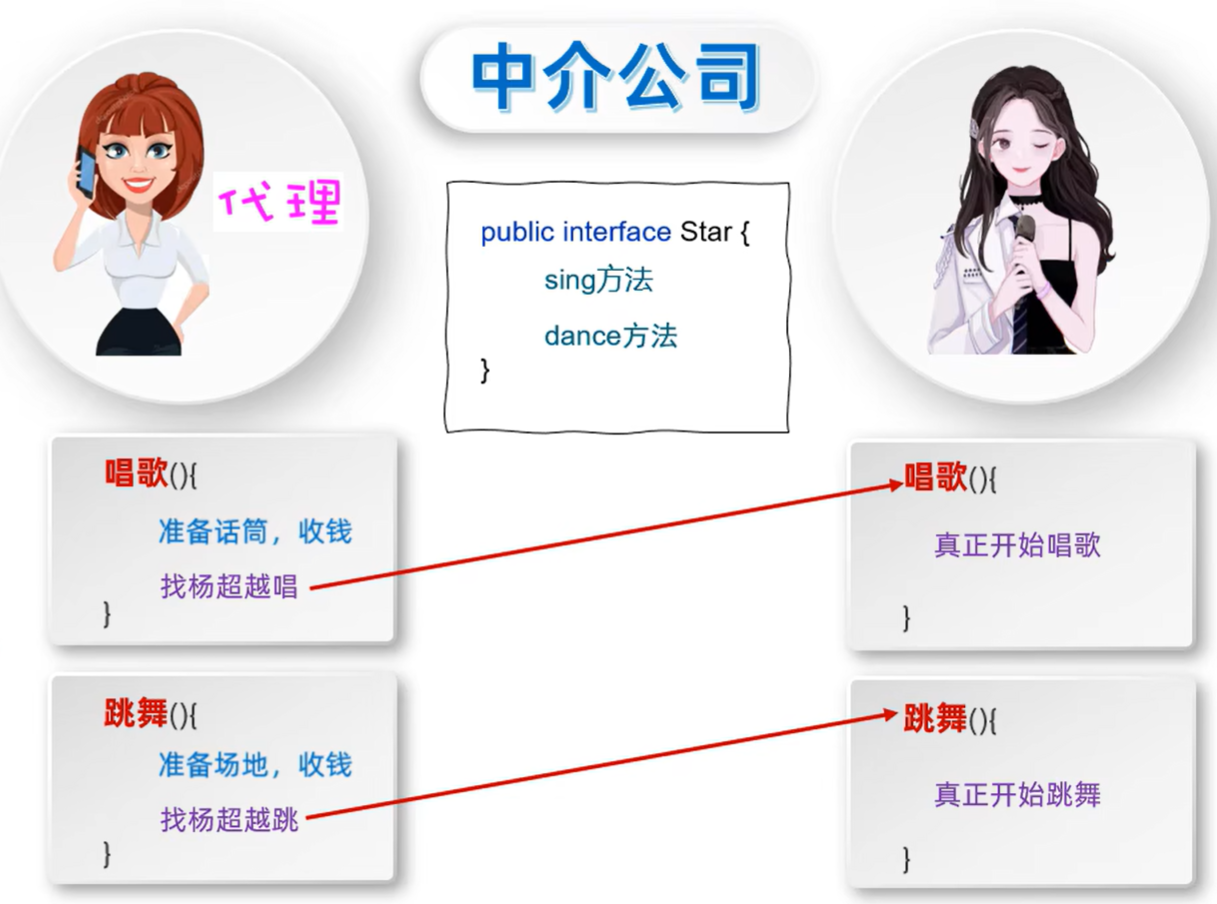 中介公司
代理
public interface Star {
sing方法
dance方法
}
唱歌(){
准备话筒，收钱
找杨超越唱
}
唱歌(){
真正开始唱歌
}
跳舞(){
准备场地，收钱
找杨超越跳
}
跳舞(){
真正开始跳舞
}